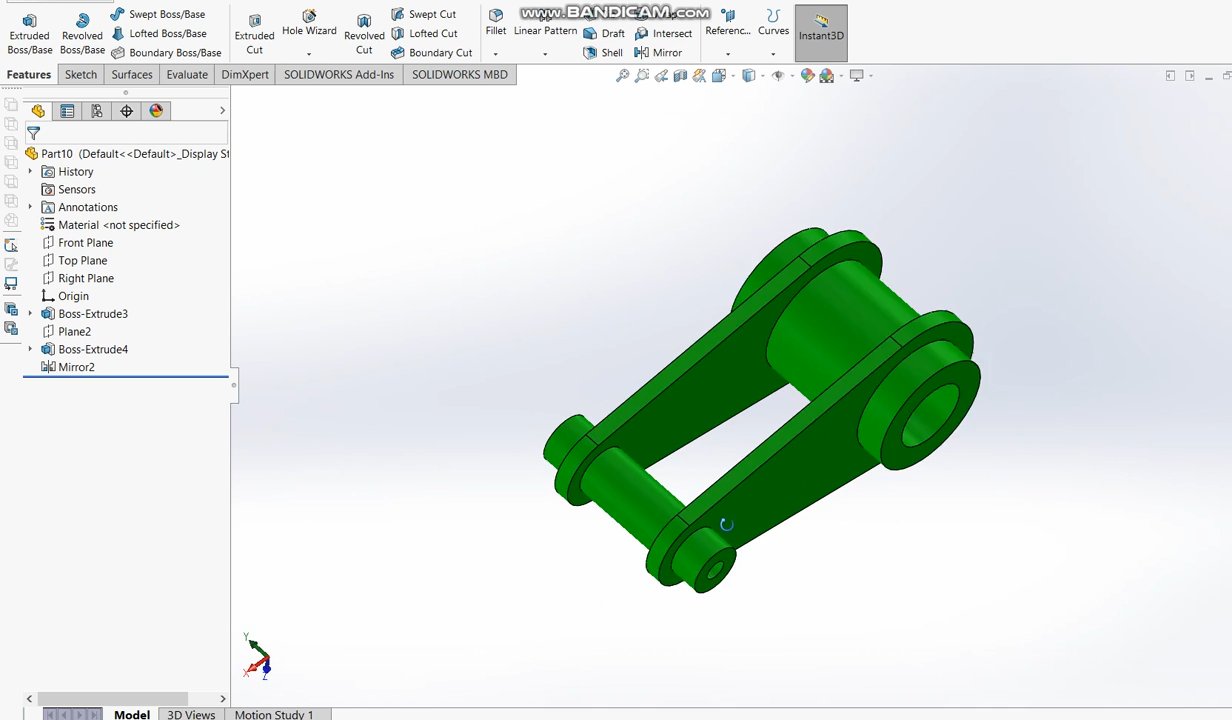 www.BANDICAM.com
Extruded Boss/Base
Revolved Boss/Base
Swept Boss/Base
Lofted Boss/Base
Boundary Boss/Base
Extruded Cut
Hole Wizard
Revolved Cut
Swept Cut
Lofted Cut
Boundary Cut
Fillet
Linear Pattern
Draft
Shell
Intersect
Mirror
Referenc...
Curves
Instant3D
Features
Sketch
Surfaces
Evaluate
DimXpert
SOLIDWORKS Add-Ins
SOLIDWORKS MBD
Part10 (Default<<Default>_Display St
History
Sensors
Annotations
Material <not specified>
Front Plane
Top Plane
Right Plane
Origin
Boss-Extrude3
Plane2
Boss-Extrude4
Mirror2
Y
X
Z
Model
3D Views
Motion Study 1